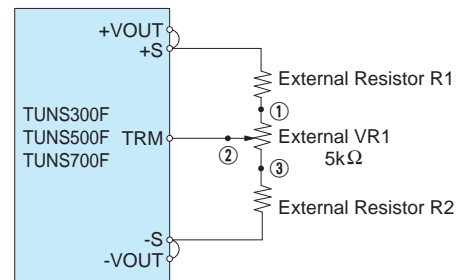 +VOUT
+S
External Resistor R1
①
TUNS300F
TUNS500F
TUNS700F
TRM
②
External VR1
5kΩ
③
External Resistor R2
-S
-VOUT